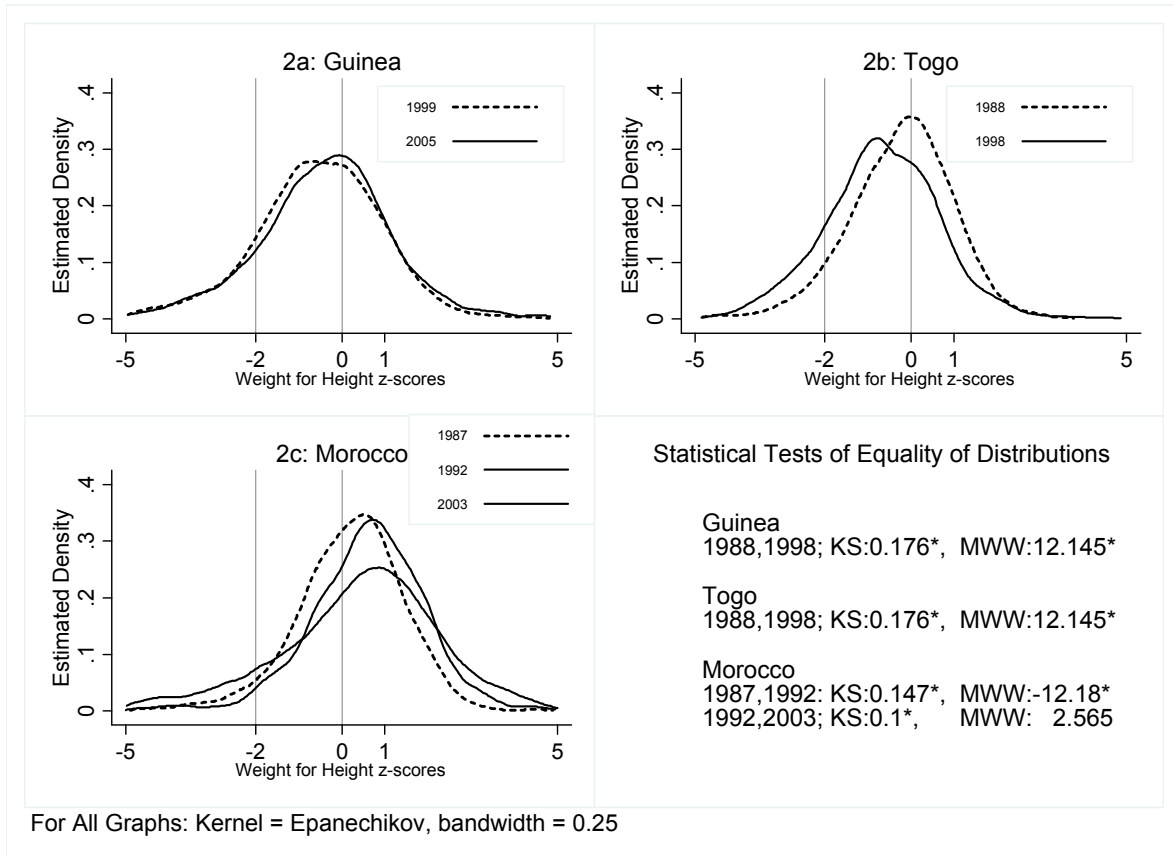 2a: Guinea
Estimated Density
.4
.3
.2
.1
0
1999
2005
-5 -2 0 1 5
Weight for Height z-scores
2b: Togo
Estimated Density
.4
.3
.2
.1
0
1988
1998
-5 -2 0 1 5
Weight for Height z-scores
2c: Morocco
Estimated Density
.4
.3
.2
.1
0
1987
1992
2003
-5 -2 0 1 5
Weight for Height z-scores
Statistical Tests of Equality of Distributions
Guinea
1988,1998; KS:0.176*, MWW:12.145*
Togo
1988,1998; KS:0.176*, MWW:12.145*
Morocco
1987,1992: KS:0.147*, MWW:-12.18*
1992,2003; KS:0.1*, MWW: 2.565
For All Graphs: Kernel = Epanechikov, bandwidth = 0.25